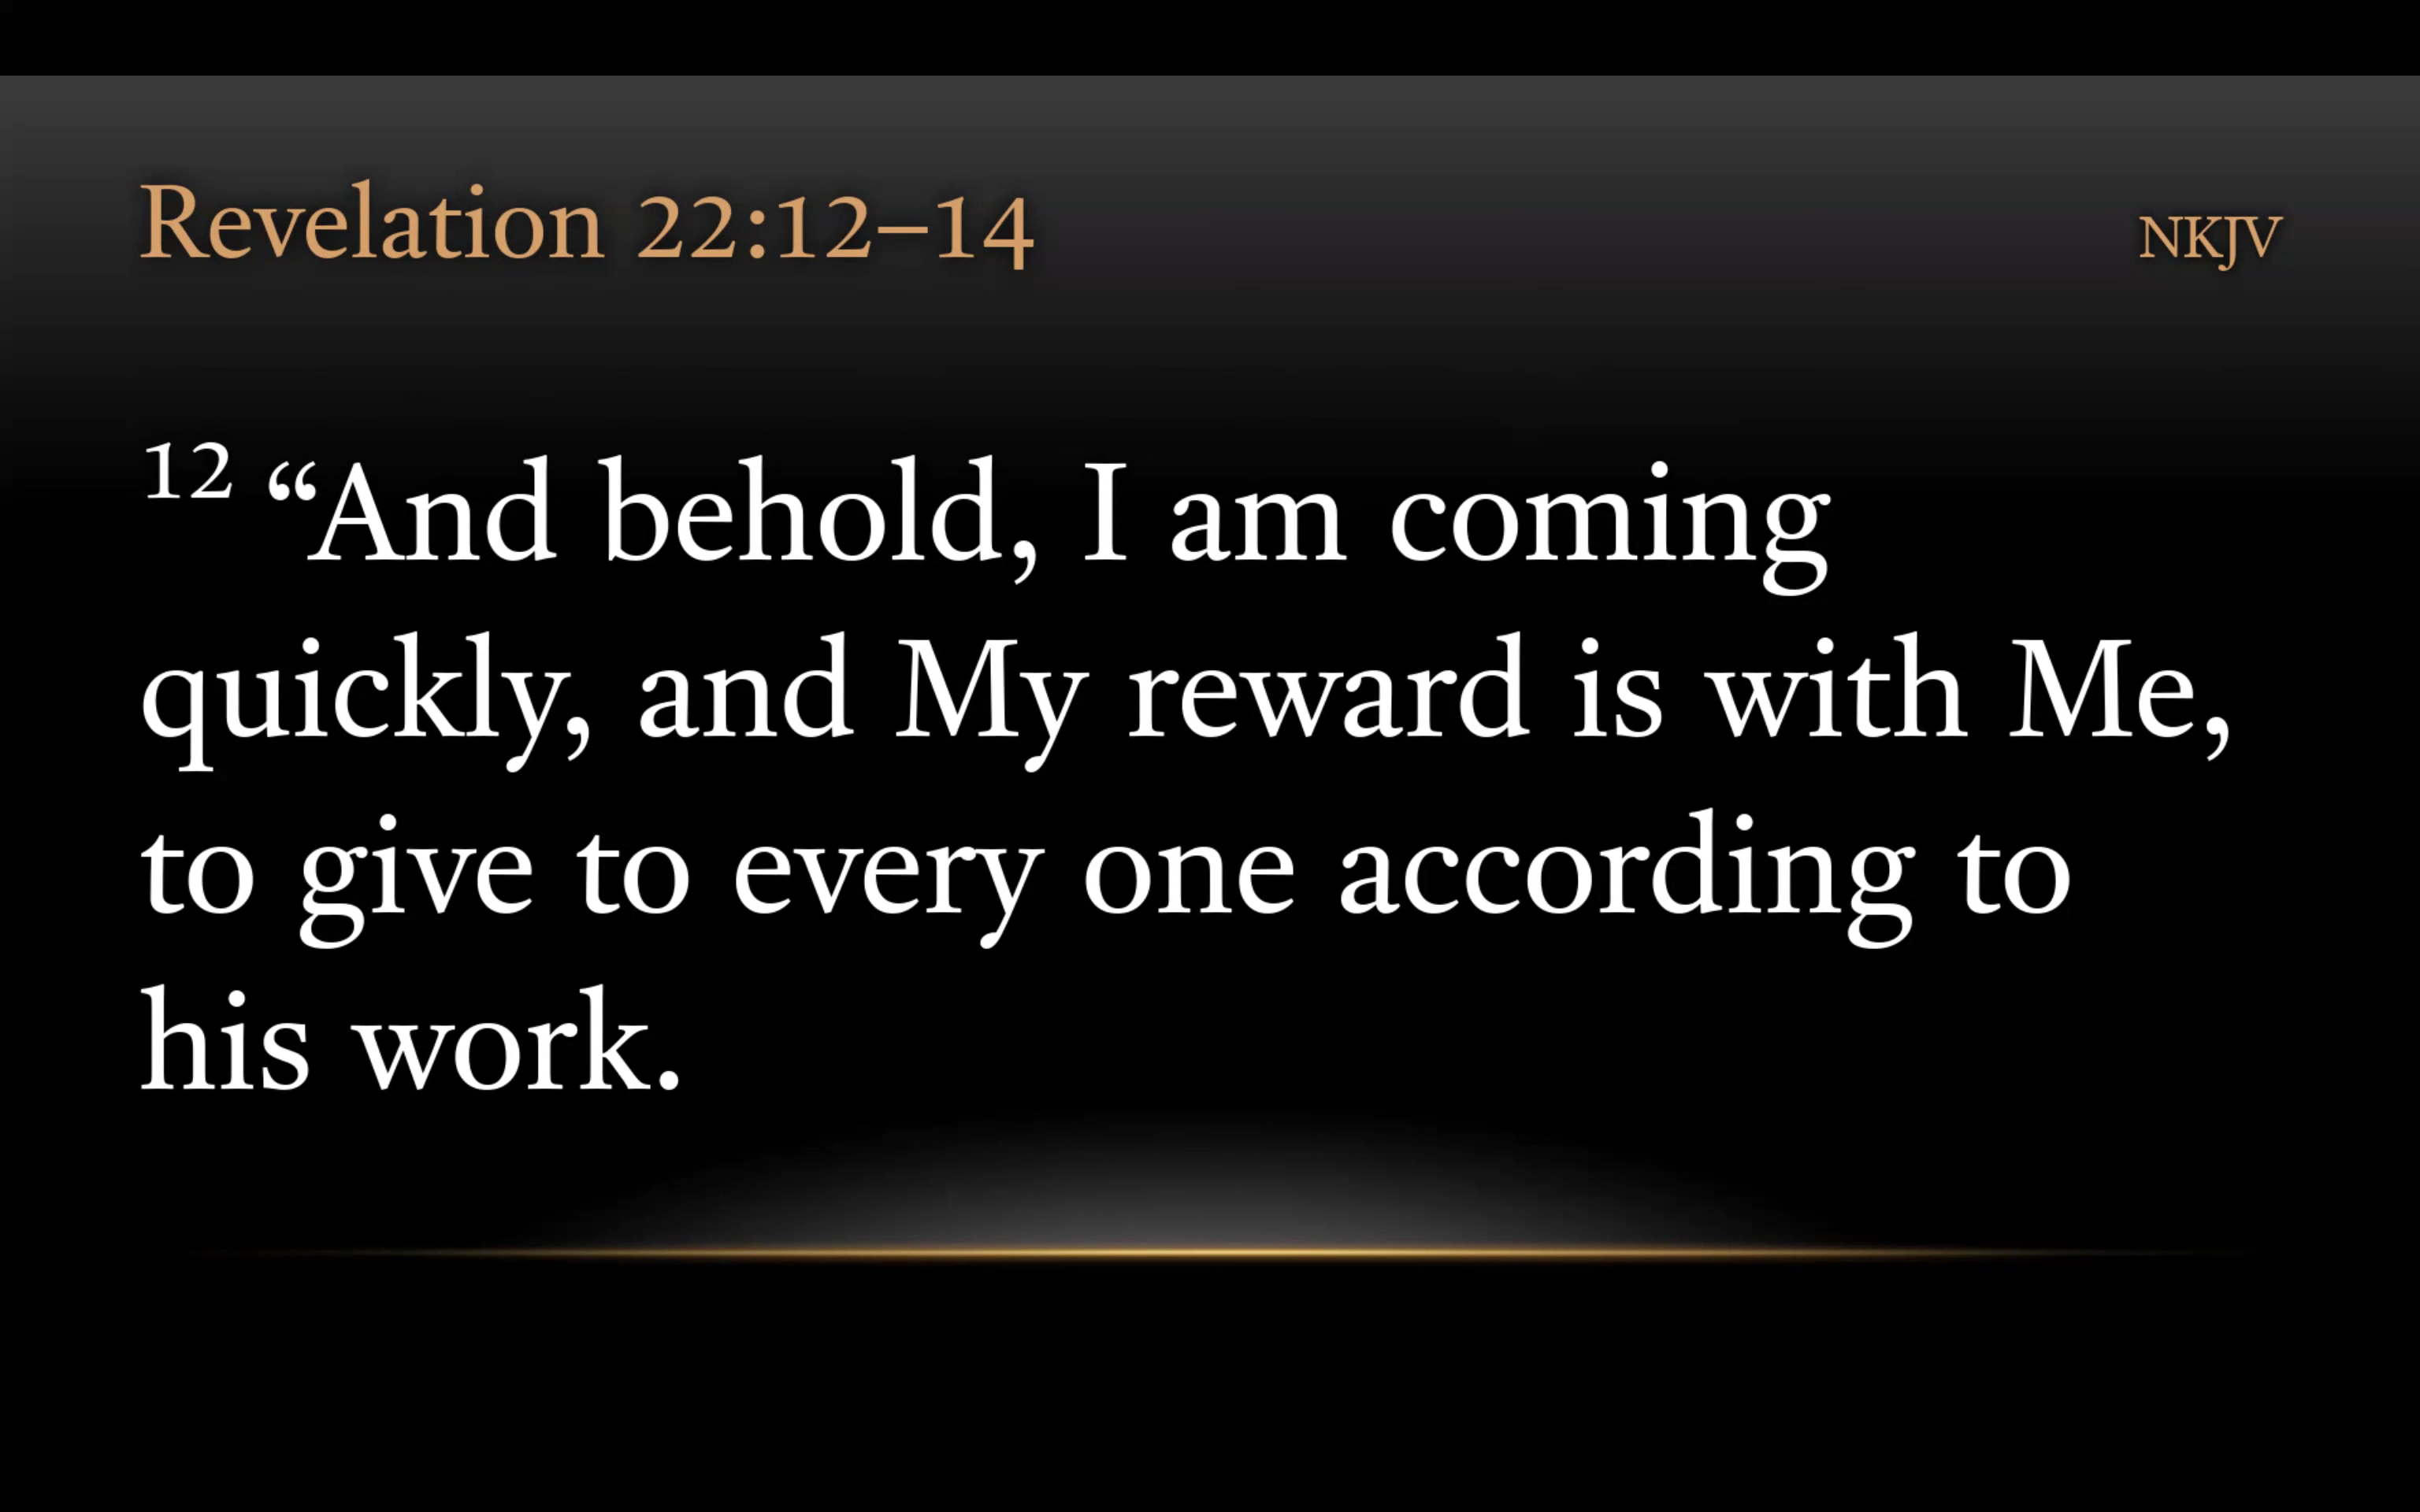 Revelation 22:12–14 NKJV
12 “And behold, I am coming
quickly, and My reward is with Me,
to give to every one according to
his work.